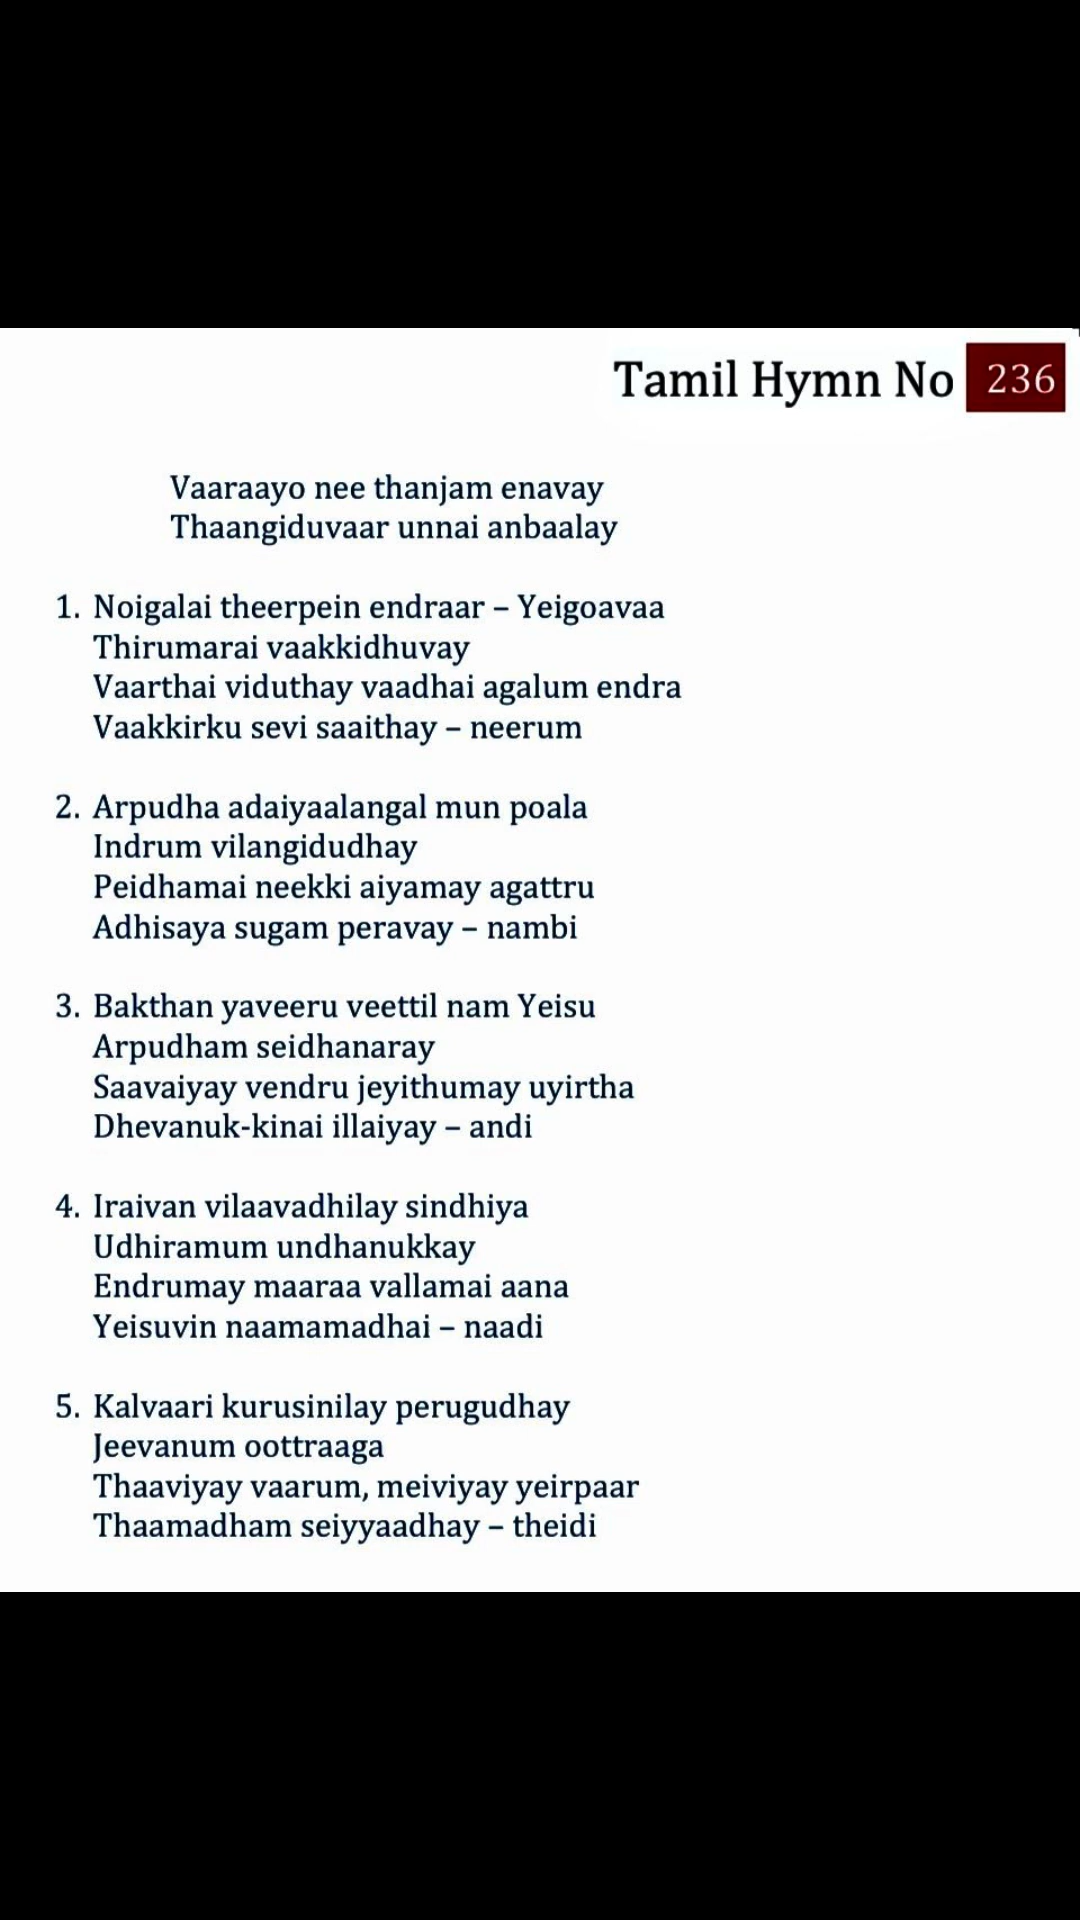 Tamil Hymn No 236
Vaaraayo nee thanjam enavay
Thaangiduvaar unnai anbaalay
1. Noigalai theerpein endraar – Yeigoavaa
Thirumarai vaakkidhuvay
Vaarthai viduthay vaadhai agalum endra
Vaakkirku sevi saaithay – neerum
2. Arpudha adaiyaalangal mun poala
Indrum vilangidudhay
Peidhamai neekki aiyamay agattru
Adhisaya sugam peravay – nambi
3. Bakthan yaveeru veettil nam Yeisu
Arpudham seidhanaray
Saavaiyay vendru jeyithumay uyirtha
Dhevanuk-kinai illaiyay – andi
4. Iraivan vilaavadhilay sindhiya
Udhiramum undhanukkay
Endrumay maaraa vallamai aana
Yeisuvin naamamadhai – naadi
5. Kalvaari kurusinilay perugudhay
Jeevanum oottraaga
Thaaviyay vaarum, meiviyay yeirpaar
Thaamadham seiyyaadhay – theidi